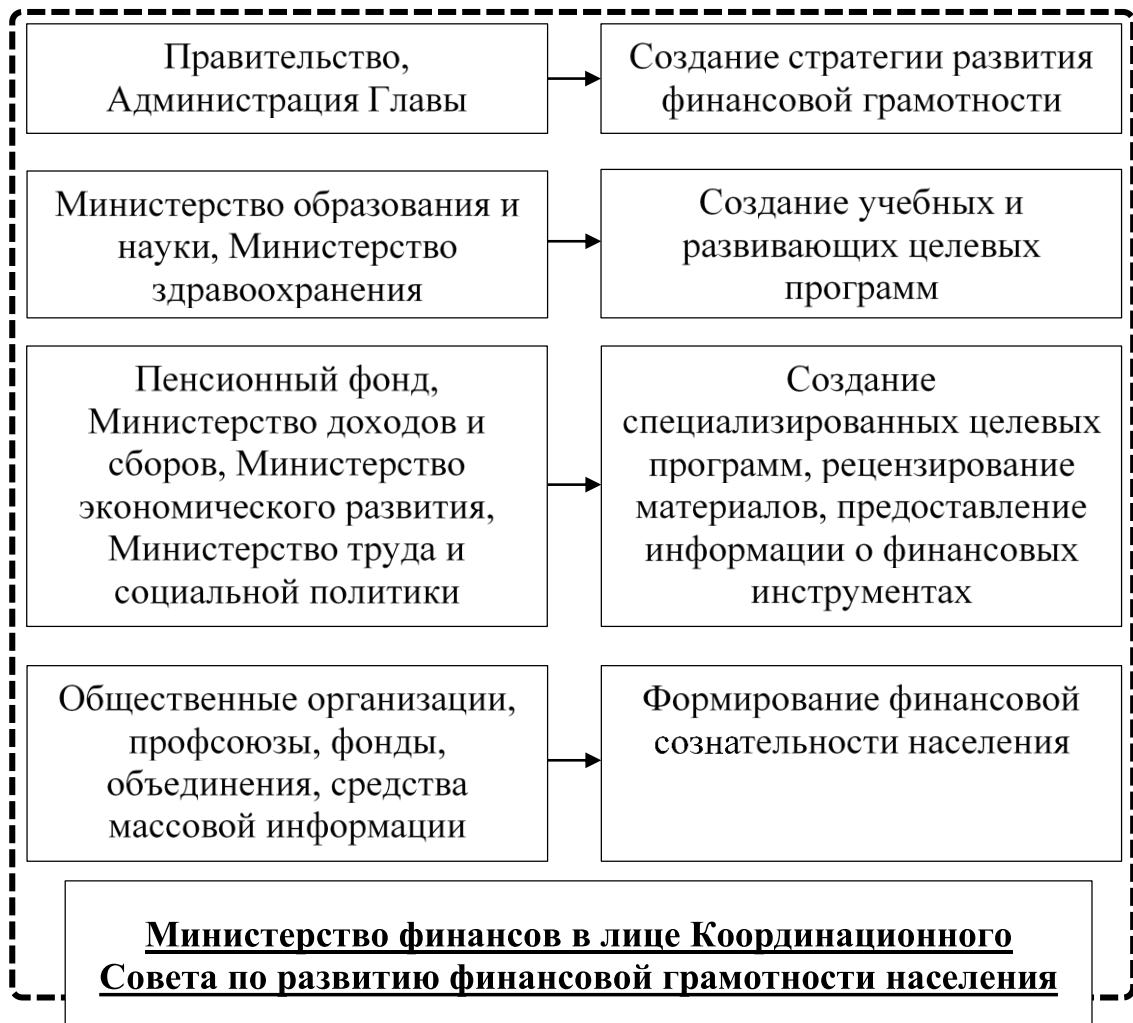 Правительство,
Администрация Главы
Создание стратегии развития
финансовой грамотности
Министерство образования и
науки, Министерство
здравоохранения
Создание учебных и
развивающих целевых
программ
Пенсионный фонд,
Министерство доходов и
сборов, Министерство
экономического развития,
Министерство труда и
социальной политики
Создание
специализированных целевых
программ, рецензирование
материалов, предоставление
информации о финансовых
инструментах
Общественные организации,
профсоюзы, фонды,
объединения, средства
массовой информации
Формирование финансовой
сознательности населения
Министерство финансов в лице Координационного
Совета по развитию финансовой грамотности населения